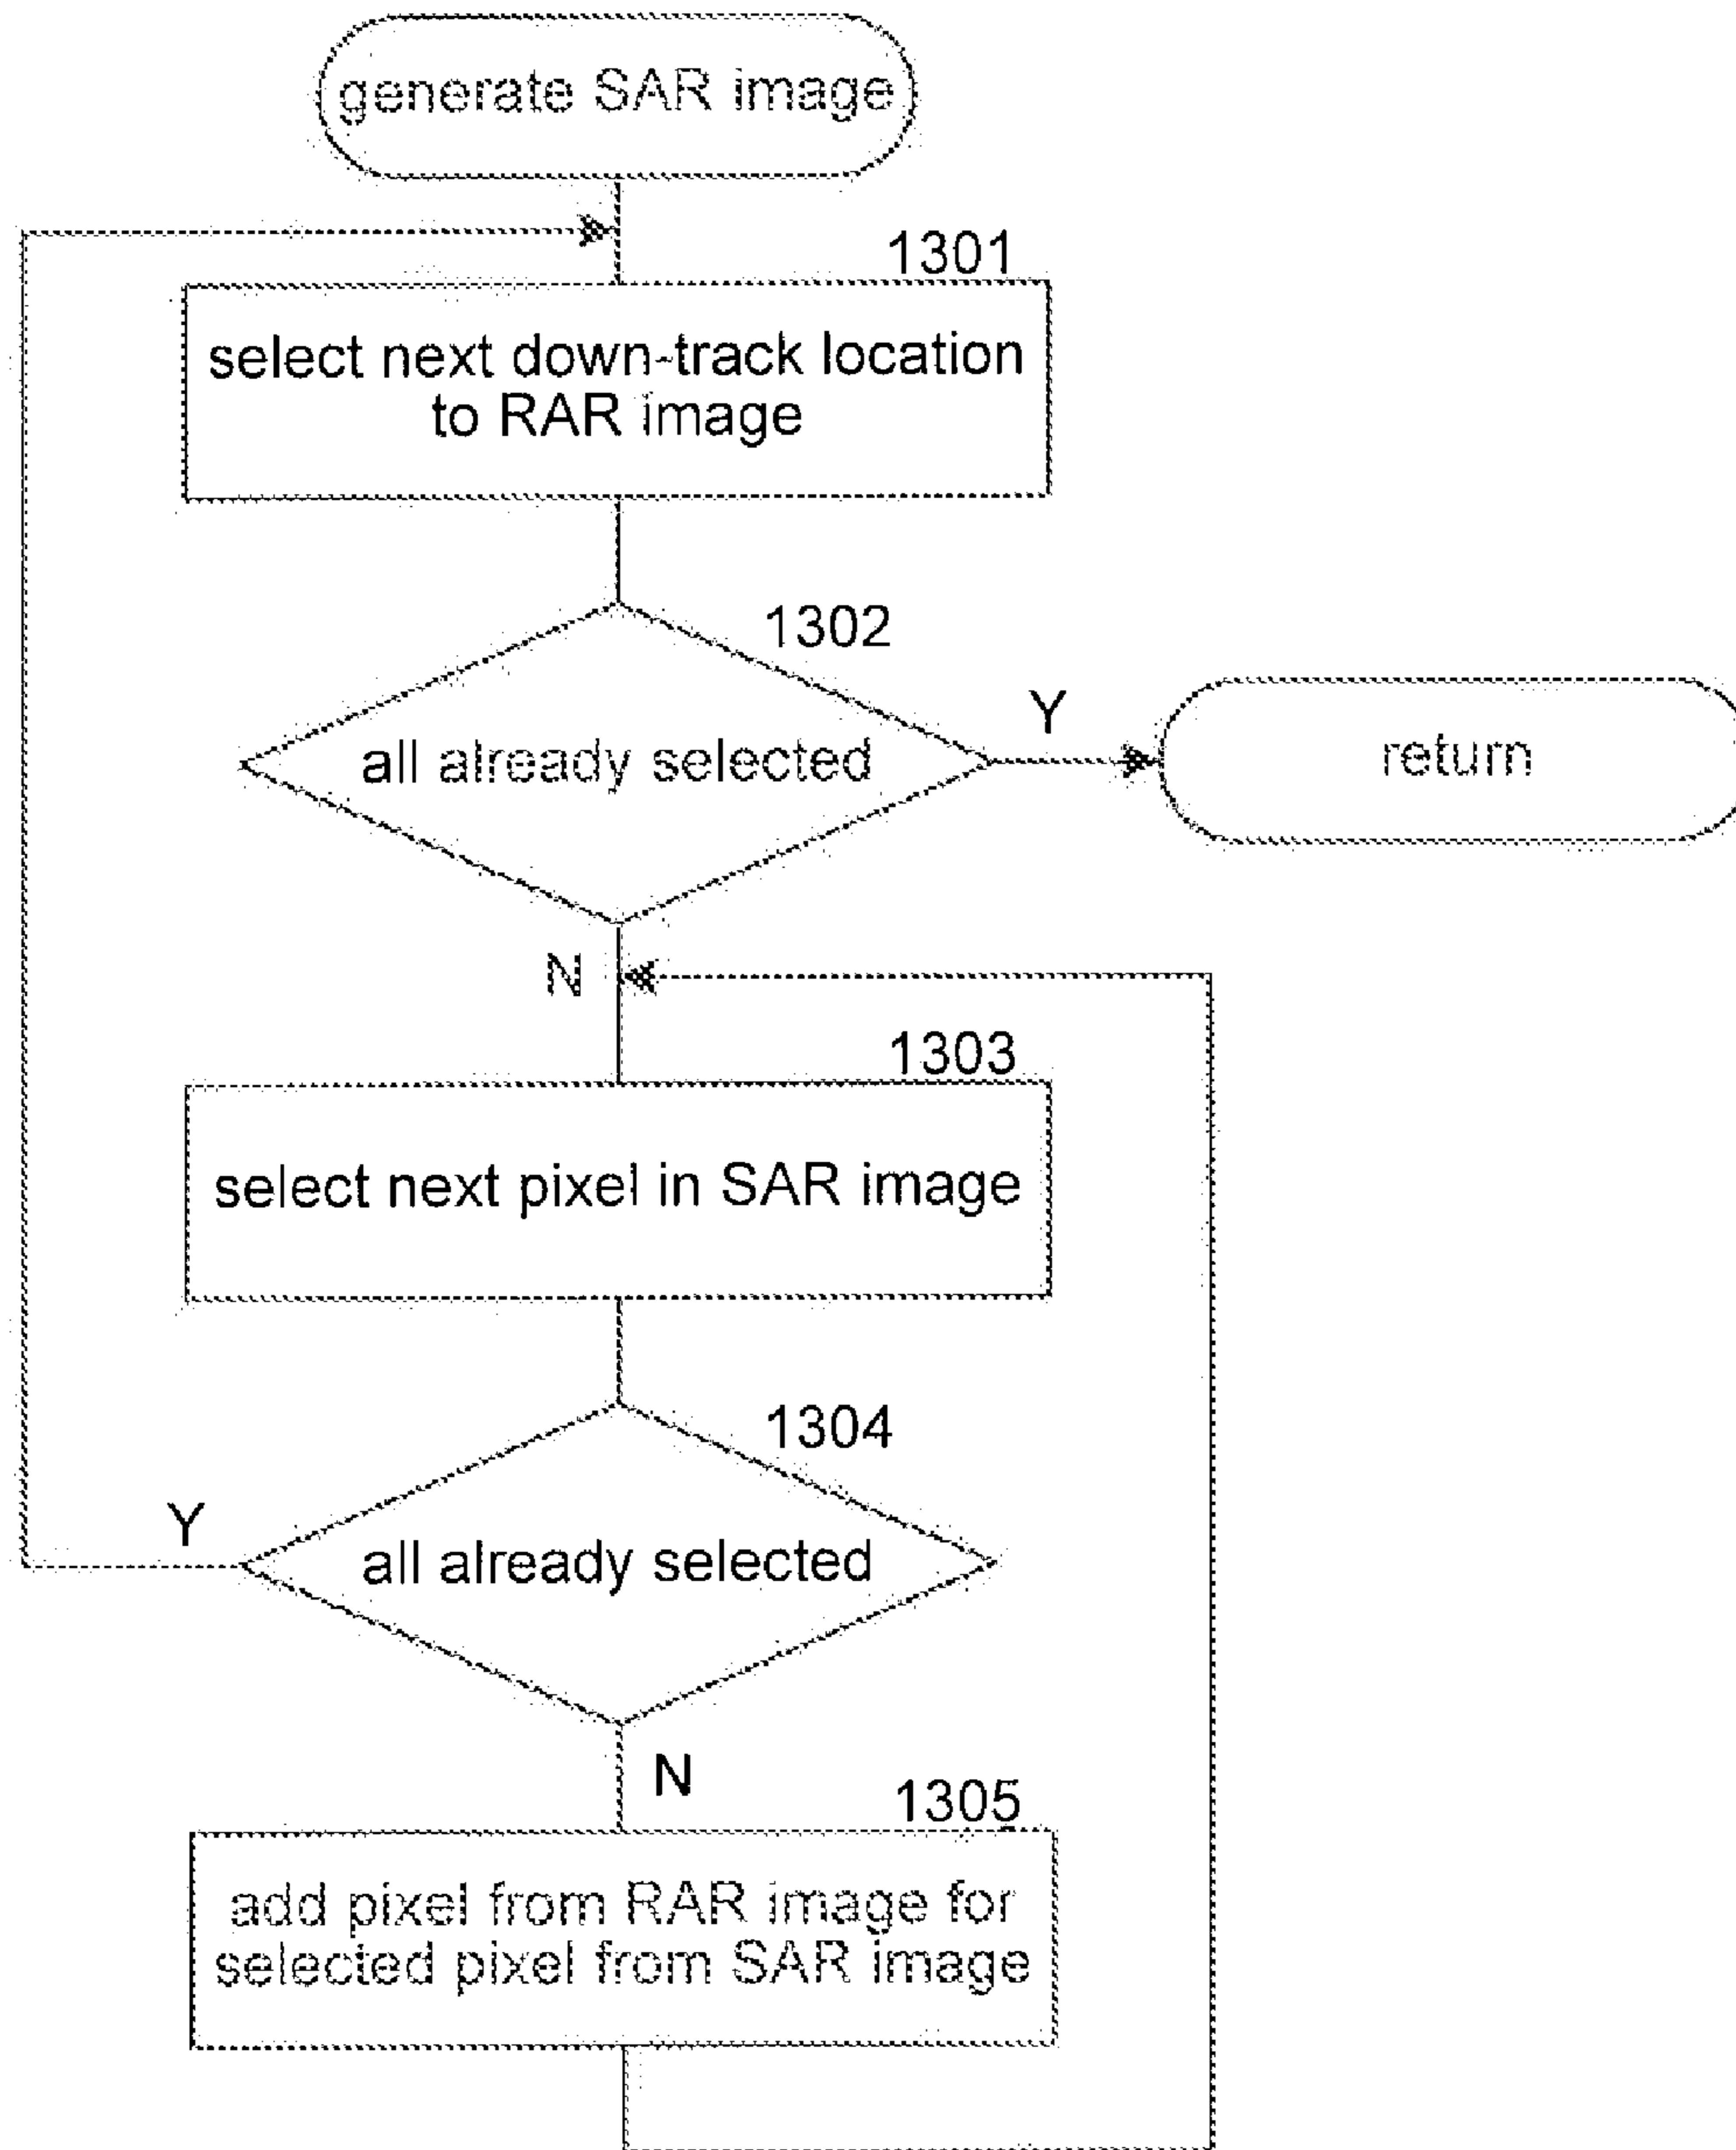 generate SAR image
1301
select next down-track location
to RAR image
1302
all already selected
Y
return
N
1303
select next pixel in SAR image
1304
Y
all already selected
N
1305
add pixel from RAR image for
selected pixel from SAR image